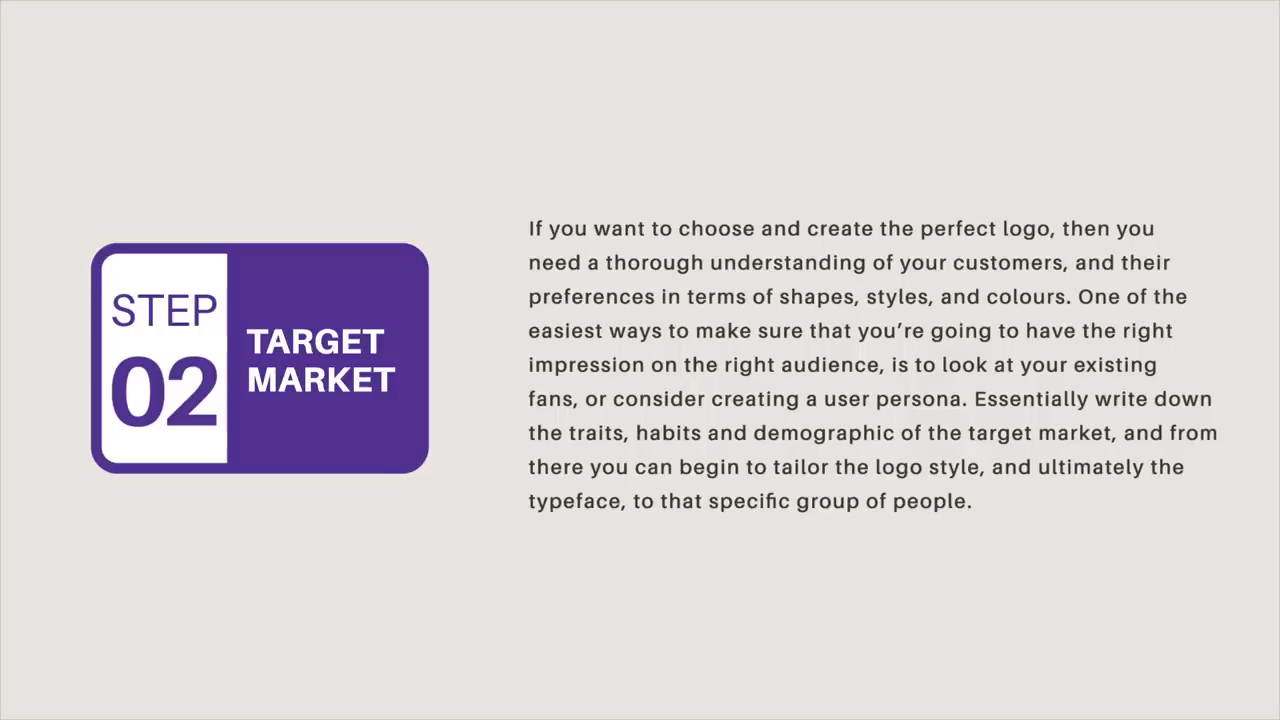 STEP
02
TARGET
MARKET
If you want to choose and create the perfect logo, then you
need a thorough understanding of your customers, and their
preferences in terms of shapes, styles, and colours. One of the
easiest ways to make sure that you’re going to have the right
impression on the right audience, is to look at your existing
fans, or consider creating a user persona. Essentially write down
the traits, habits and demographic of the target market, and from
there you can begin to tailor the logo style, and ultimately the
typeface, to that specific group of people.